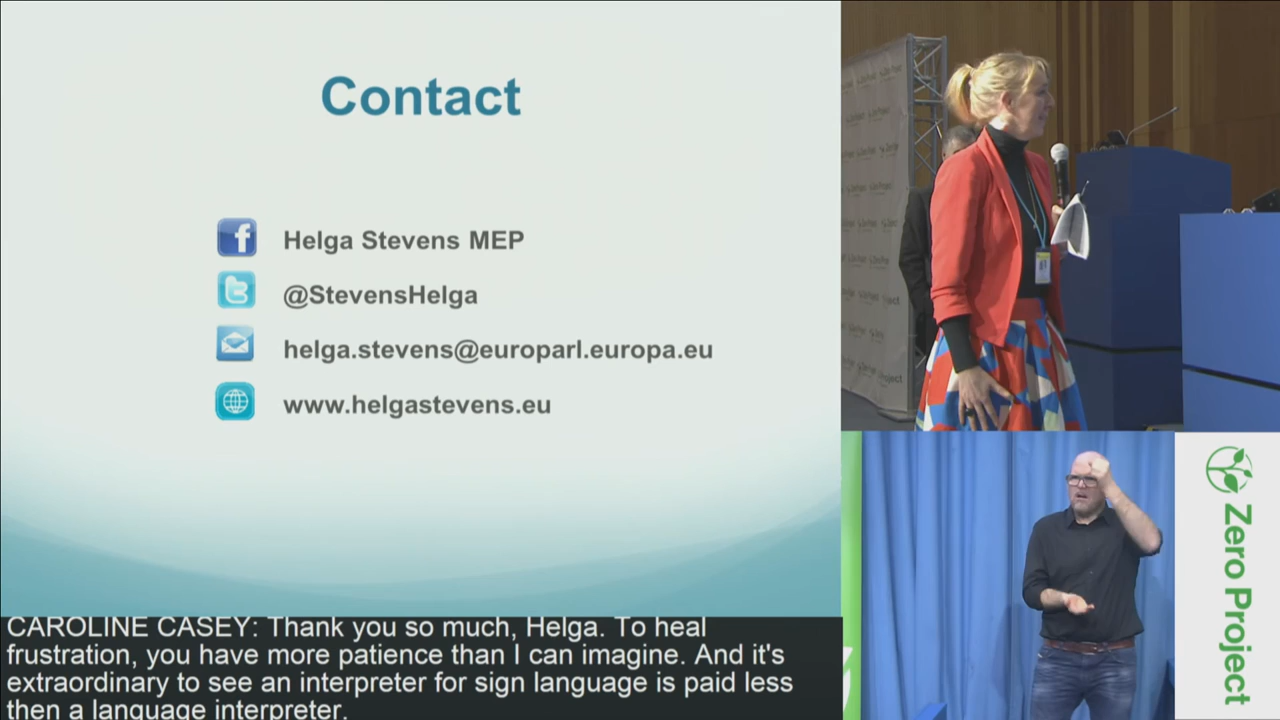 Contact
Helga Stevens MEP
@StevensHelga
helga.stevens@europarl.europa.eu
www.helgastevens.eu
CAROLINE CASEY: Thank you so much, Helga. To heal
frustration, you have more patience than I can imagine. And it's
extraordinary to see an interpreter for sign language is paid less
then a language interpreter.
Zero Project